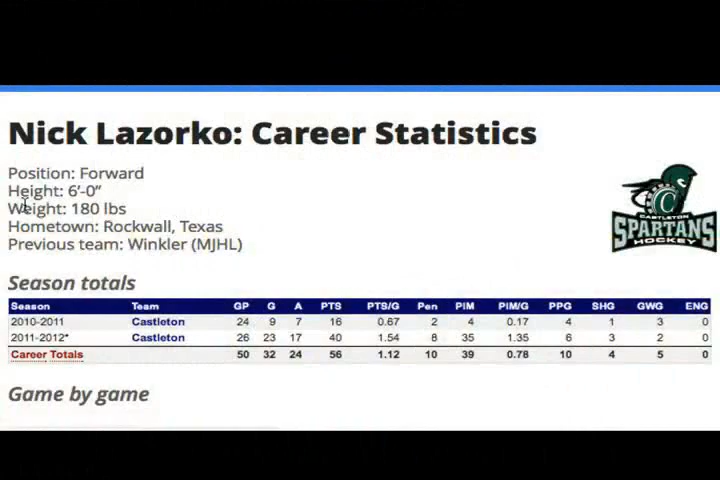 Nick Lazorko: Career Statistics
Position: Forward
Height: 6'-0"
Weight: 180 lbs
Hometown: Rockwall, Texas
Previous team: Winkler (MJHL)
C
CASTLETON
SPARTANS
HOCKEY
Season totals
Season Team GP G A PTS PTS/G Pen PIM PIM/G PPG SHG GWG ENG
2010-2011 Castleton 24 9 7 16 0.67 2 4 0.17 4 1 3 0
2011-2012* Castleton 26 23 17 40 1.54 8 35 1.35 6 3 2 0
Career Totals 50 32 24 56 1.12 10 39 0.78 10 4 5 0
Game by game